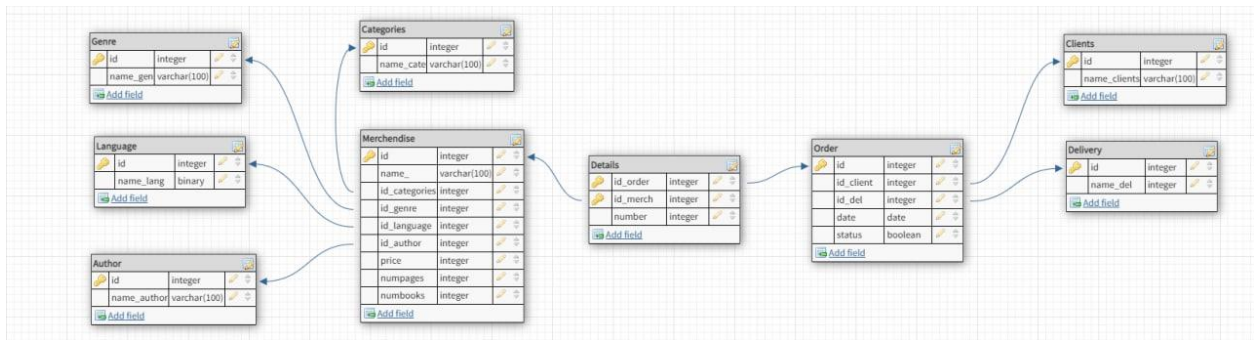 Genre
id integer
name_gen varchar(100)
Add field
Language
id integer
name_lang binary
Add field
Author
id integer
name_author varchar(100)
Add field
Categories
id integer
name_cate varchar(100)
Add field
Merchendise
id integer
name_ varchar(100)
id_categories integer
id_genre integer
id_language integer
id_author integer
price integer
numpages integer
numbooks integer
Add field
Details
id_order integer
id_merch integer
number integer
Add field
Order
id integer
id_client integer
id_del integer
date date
status boolean
Add field
Clients
id integer
name_clients varchar(100)
Add field
Delivery
id integer
name_del integer
Add field